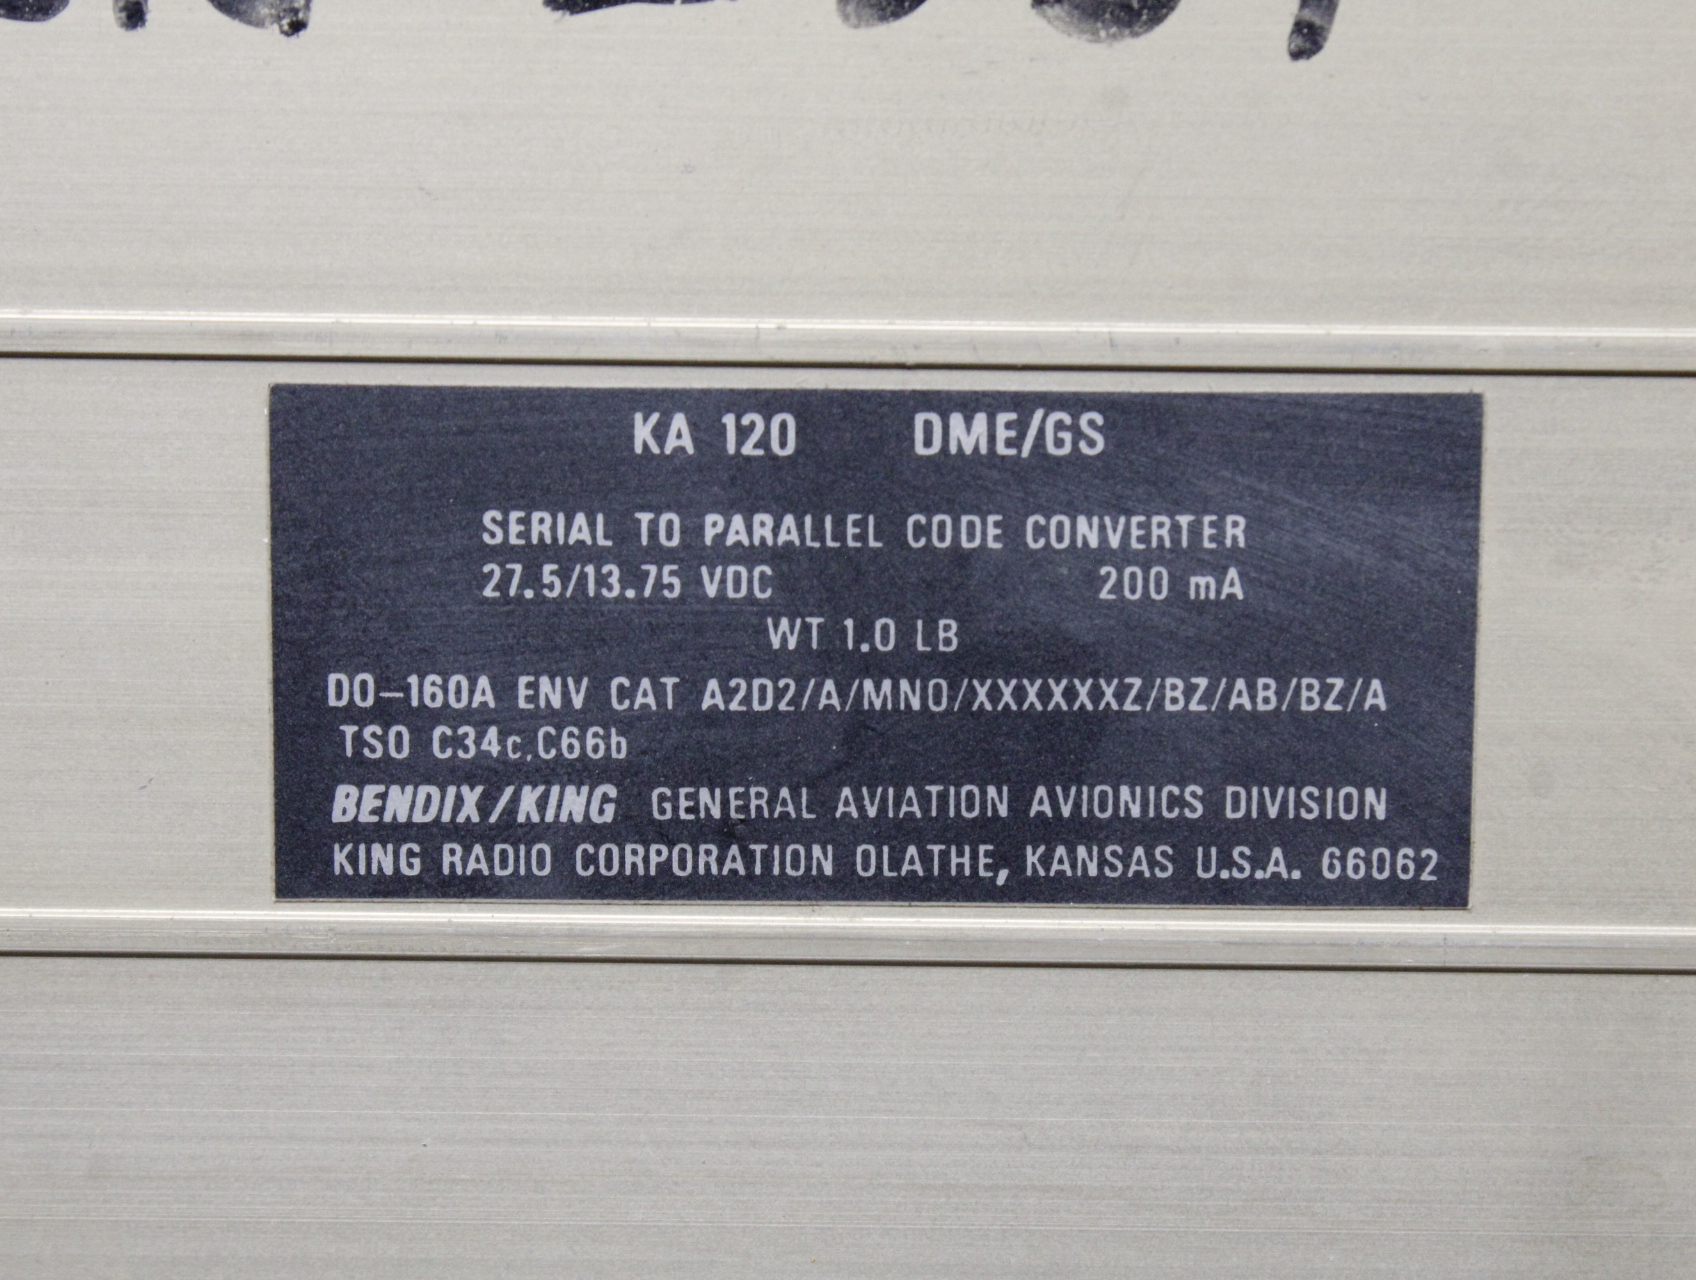 KA 120 DME/GS
SERIAL TO PARALLEL CODE CONVERTER
27.5/13.75 VDC 200 mA
WT 1.0 LB
DO-160A ENV CAT A2D2/A/MNO/XXXXXXZ/BZ/AB/BZ/A
TSO C34c,C66b
BENDIX/KING GENERAL AVIATION AVIONICS DIVISION
KING RADIO CORPORATION OLATHE, KANSAS U.S.A. 66062